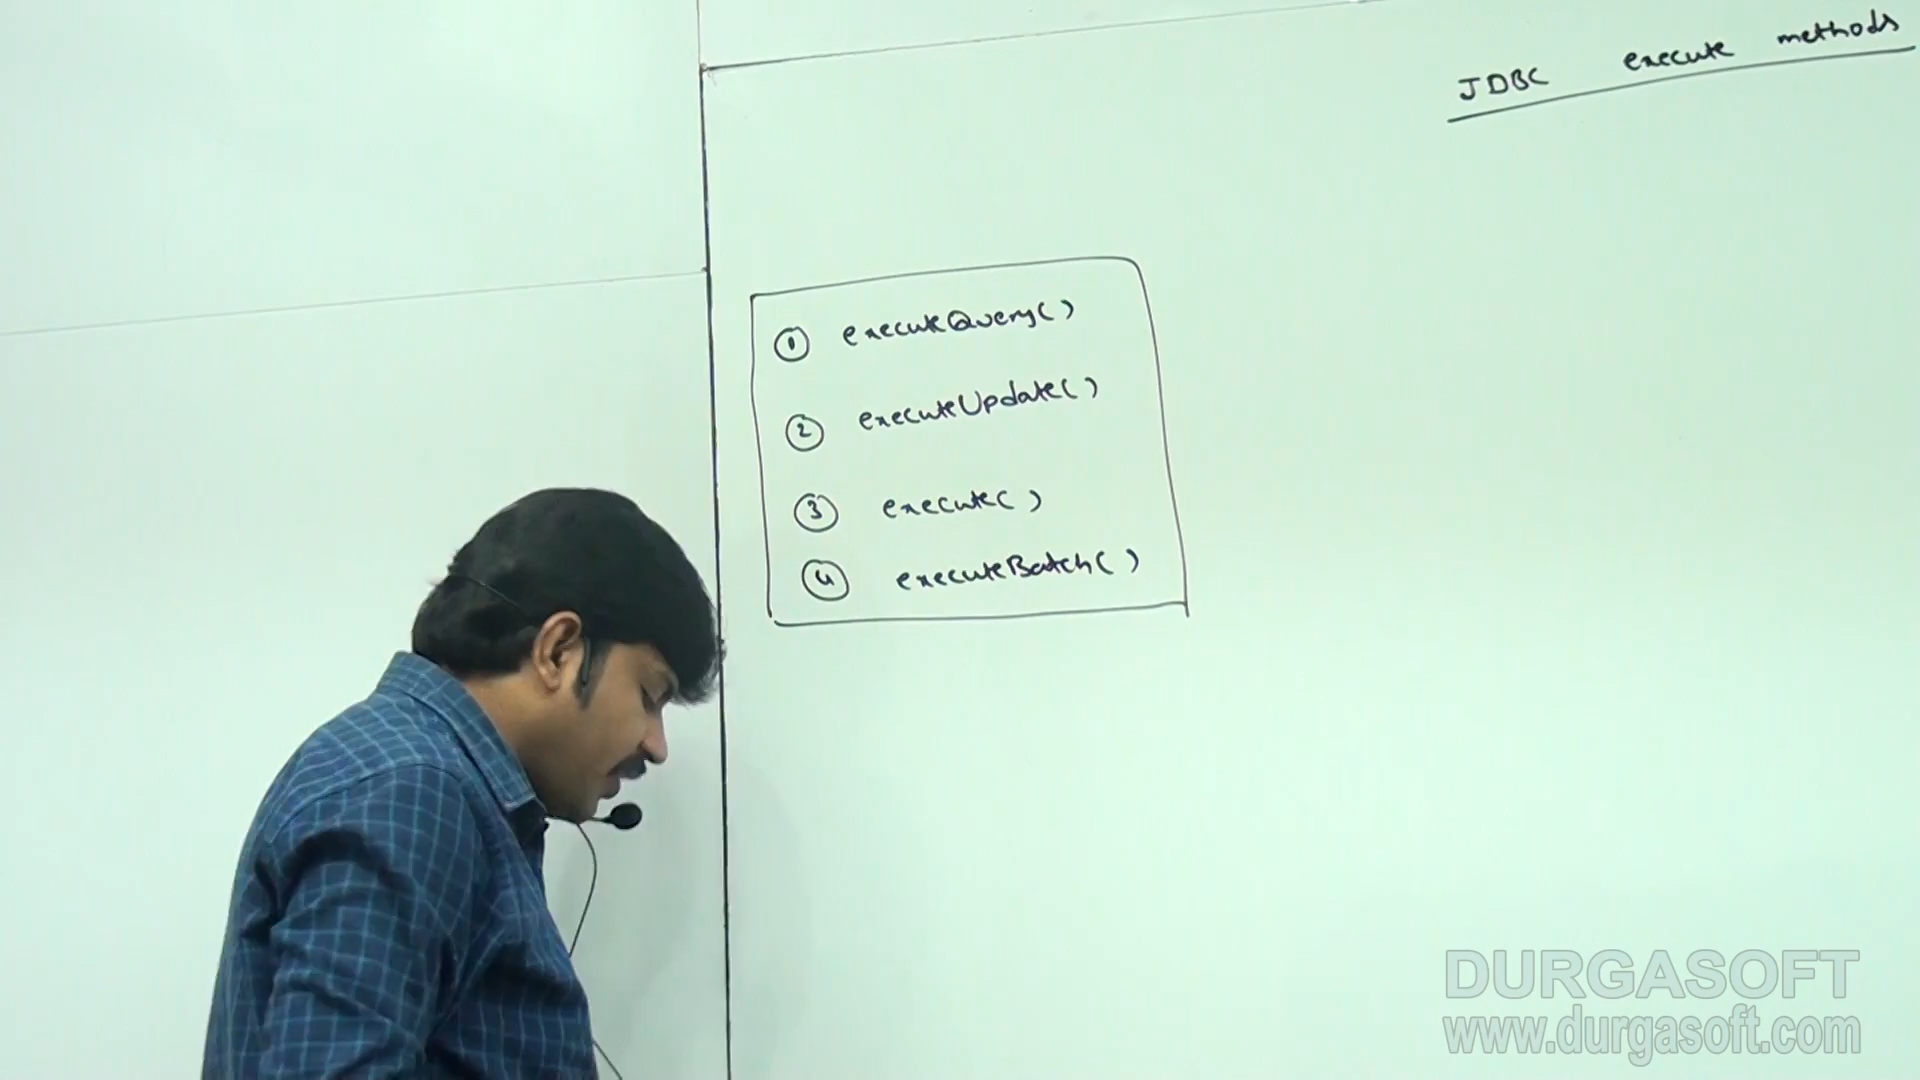 JDBC execute methods
① executeQuery()
② executeUpdate()
③ execute()
④ executeBatch()
DURGASOFT
www.durgasoft.com